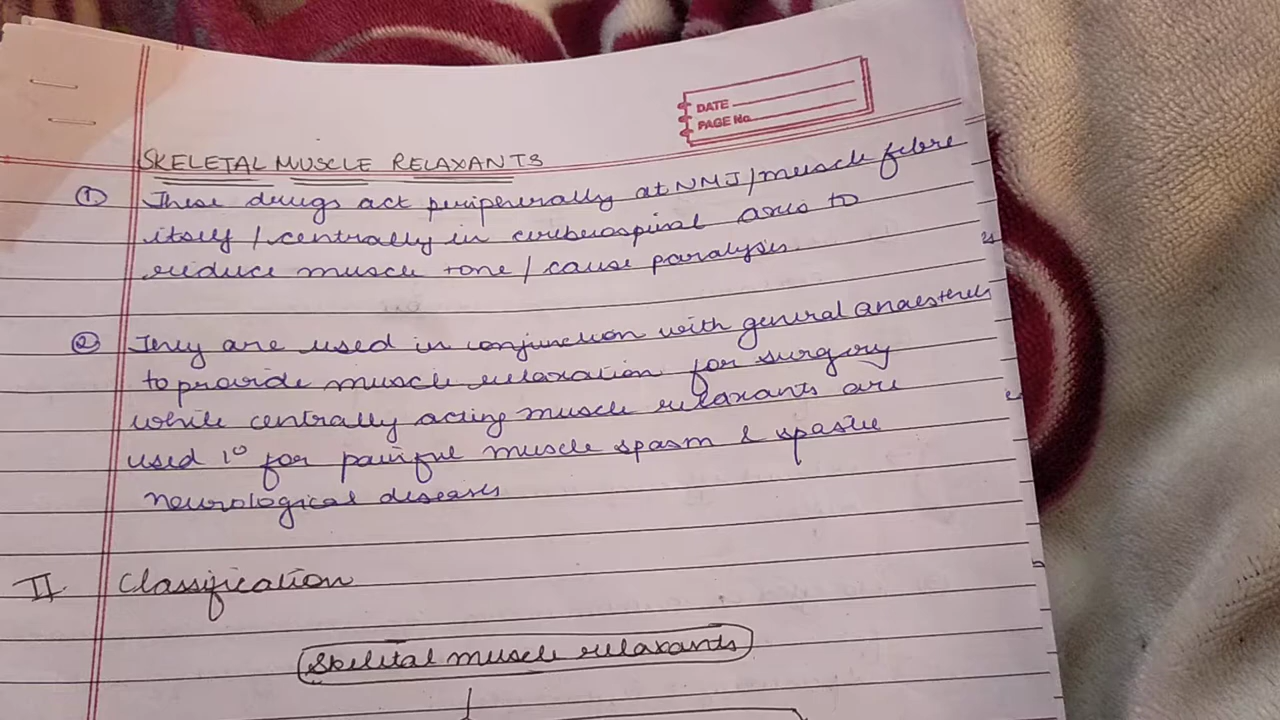 DATE
PAGE No.
SKELETAL MUSCLE RELAXANTS
① These drugs act peripherally at NMJ/muscle fibre
itself / centrally in cerebrospinal axis to
reduce muscle tone / cause paralysis
② They are used in conjunction with general anaesthetics
to provide muscle relaxation for surgery
while centrally acting muscle relaxants are
used 1° for painful muscle spasm & spastic
neurological diseases
II Classification
Skeletal muscle relaxants